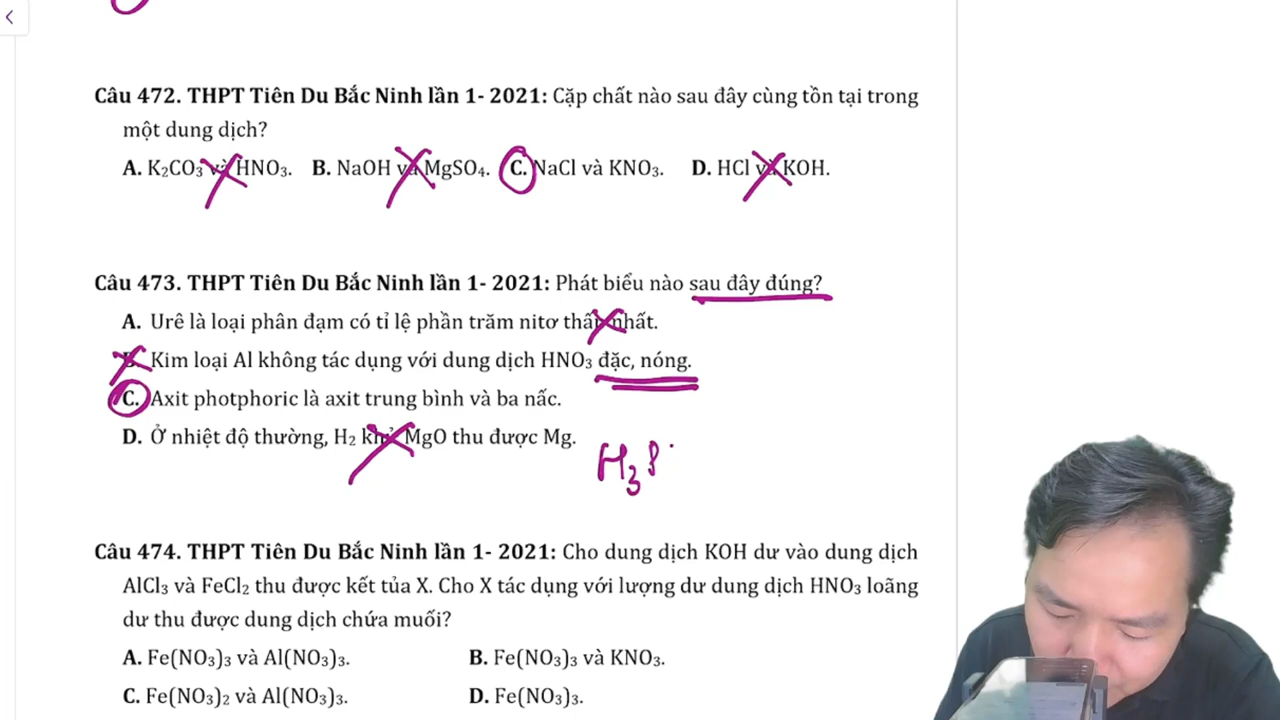 Câu 472. THPT Tiên Du Bắc Ninh lần 1- 2021: Cặp chất nào sau đây cùng tồn tại trong
một dung dịch?
A. K₂CO₃ và HNO₃. B. NaOH và MgSO₄. C. NaCl và KNO₃. D. HCl và KOH.
Câu 473. THPT Tiên Du Bắc Ninh lần 1- 2021: Phát biểu nào sau đây đúng?
A. Urê là loại phân đạm có tỉ lệ phần trăm nitơ thấp nhất.
B. Kim loại Al không tác dụng với dung dịch HNO₃ đặc, nóng.
C. Axit photphoric là axit trung bình và ba nấc.
D. Ở nhiệt độ thường, H₂ khử MgO thu được Mg.
H₃P
Câu 474. THPT Tiên Du Bắc Ninh lần 1- 2021: Cho dung dịch KOH dư vào dung dịch
AlCl₃ và FeCl₂ thu được kết tủa X. Cho X tác dụng với lượng dư dung dịch HNO₃ loãng
dư thu được dung dịch chứa muối?
A. Fe(NO₃)₃ và Al(NO₃)₃. B. Fe(NO₃)₃ và KNO₃.
C. Fe(NO₃)₂ và Al(NO₃)₃. D. Fe(NO₃)₃.